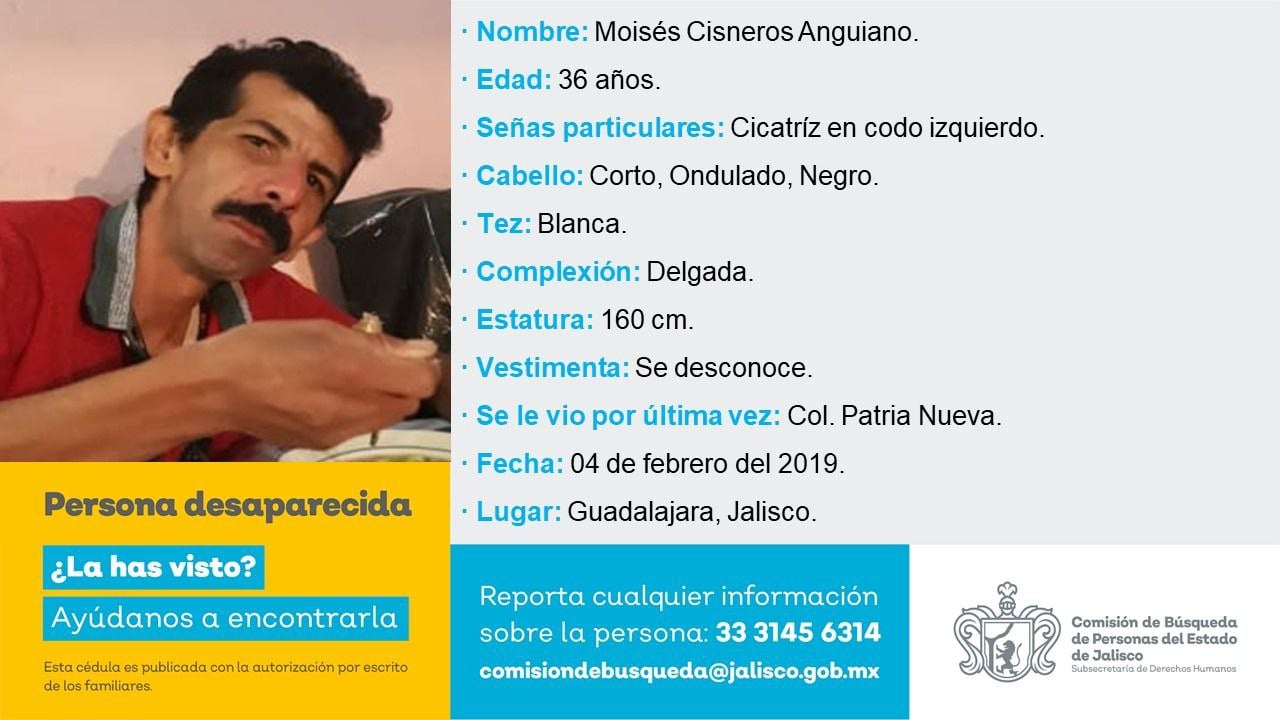 · Nombre: Moisés Cisneros Anguiano.
· Edad: 36 años.
· Señas particulares: Cicatríz en codo izquierdo.
· Cabello: Corto, Ondulado, Negro.
· Tez: Blanca.
· Complexión: Delgada.
· Estatura: 160 cm.
· Vestimenta: Se desconoce.
· Se le vio por última vez: Col. Patria Nueva.
· Fecha: 04 de febrero del 2019.
· Lugar: Guadalajara, Jalisco.
Persona desaparecida
¿La has visto?
Ayúdanos a encontrarla
Esta cédula es publicada con la autorización por escrito
de los familiares.
Reporta cualquier información
sobre la persona: 33 3145 6314
comisiondebusqueda@jalisco.gob.mx
Comisión de Búsqueda
de Personas del Estado
de Jalisco
Subsecretaría de Derechos Humanos